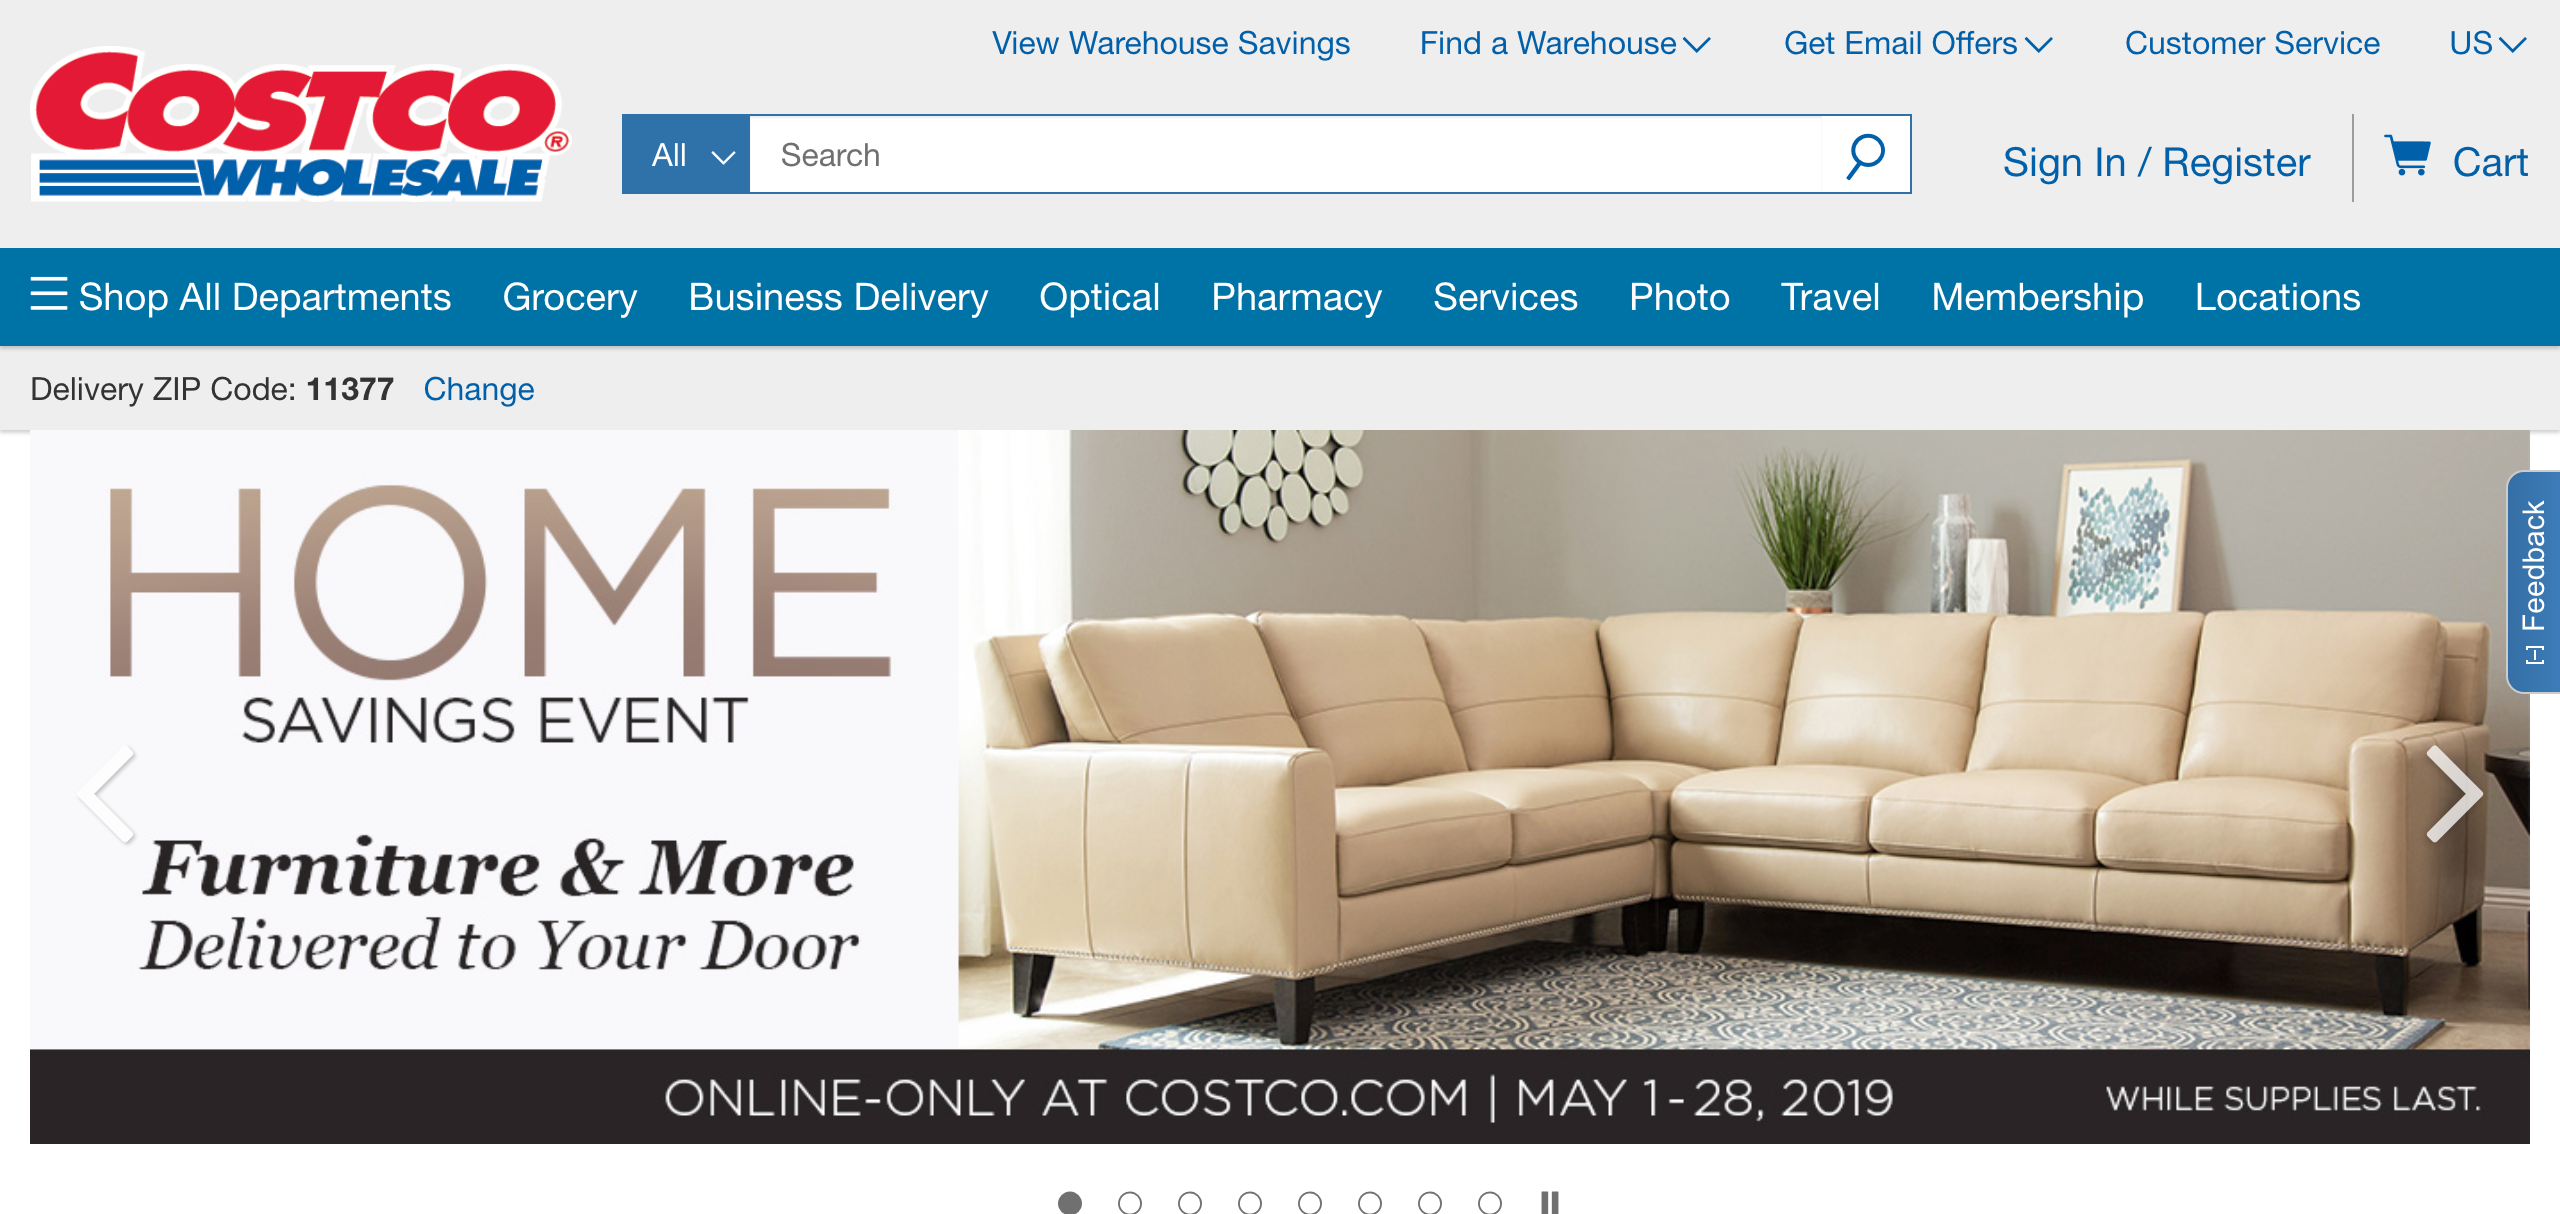 View Warehouse Savings Find a Warehouse Get Email Offers Customer Service US
COSTCO®
WHOLESALE
All Search Sign In / Register Cart
Shop All Departments Grocery Business Delivery Optical Pharmacy Services Photo Travel Membership Locations
Delivery ZIP Code: 11377 Change
HOME
SAVINGS EVENT
Furniture & More
Delivered to Your Door
[-] Feedback
ONLINE-ONLY AT COSTCO.COM | MAY 1-28, 2019 WHILE SUPPLIES LAST.